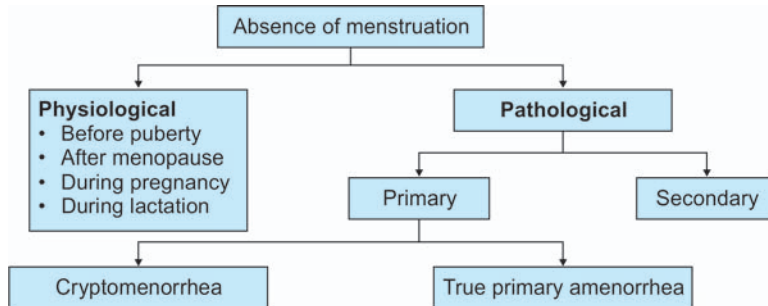 Absence of menstruation
Physiological
• Before puberty
• After menopause
• During pregnancy
• During lactation
Pathological
Primary
Secondary
Cryptomenorrhea
True primary amenorrhea